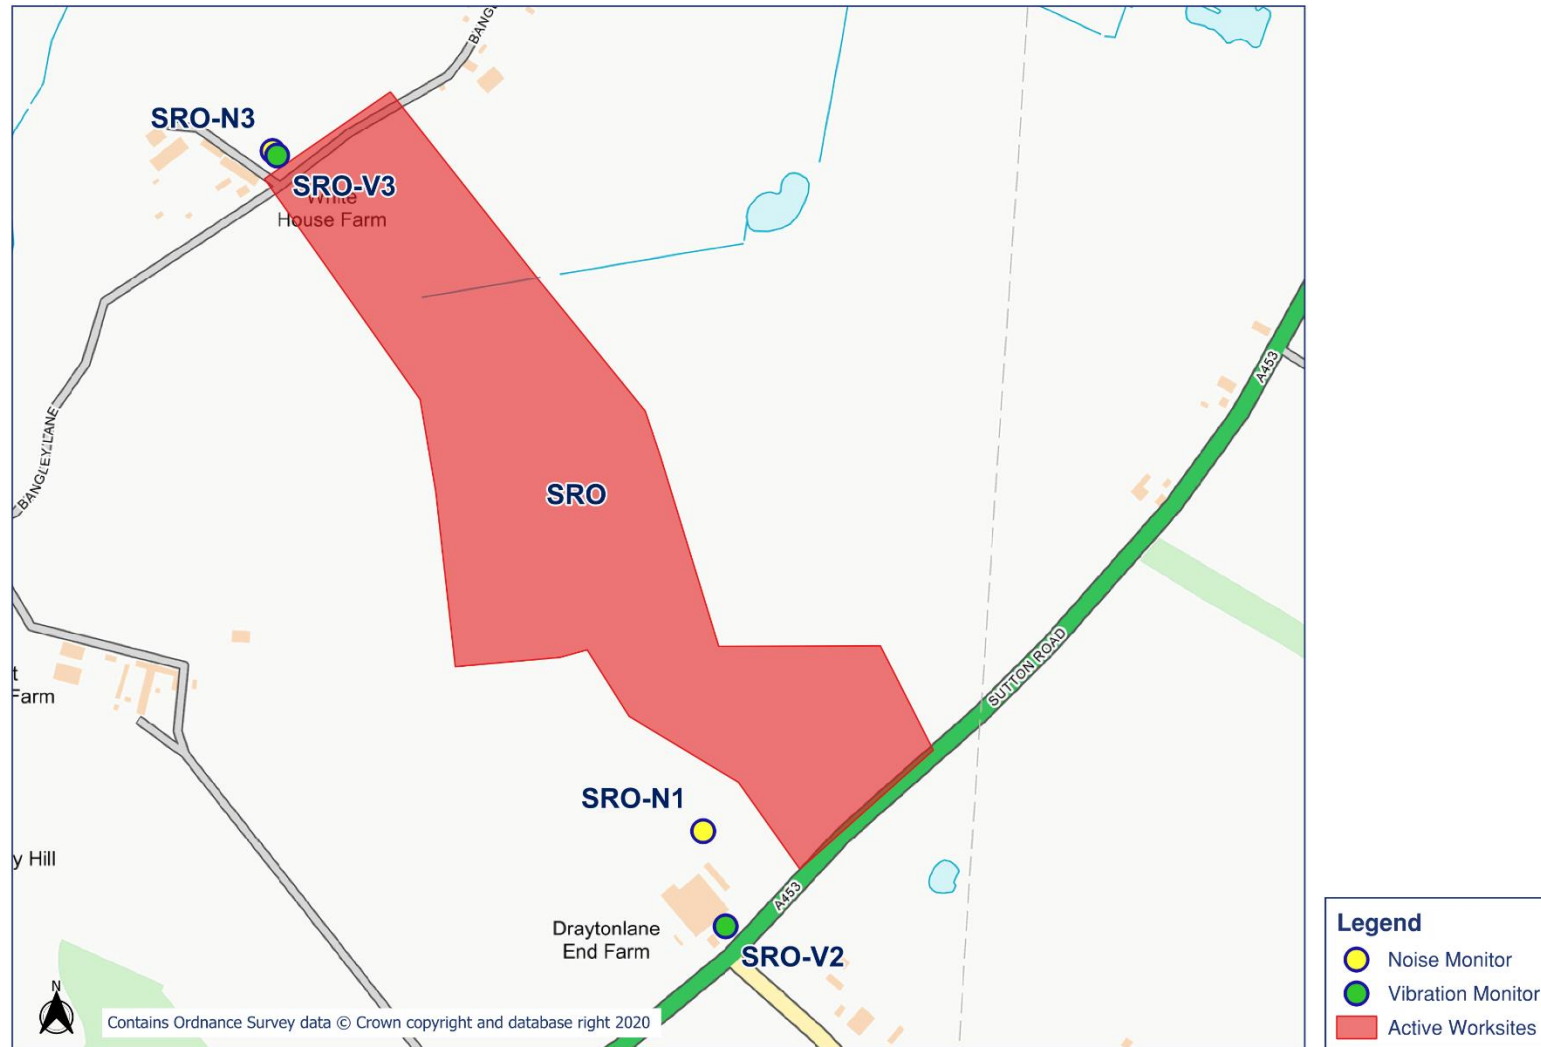 BANGL
SRO-N3
SRO-V3
White
House Farm
BANGLEY LANE
A453
SRO
SUTTON ROAD
t
Farm
SRO-N1
y Hill
A453
Draytonlane
End Farm
SRO-V2
N
Contains Ordnance Survey data © Crown copyright and database right 2020
Legend
Noise Monitor
Vibration Monitor
Active Worksites